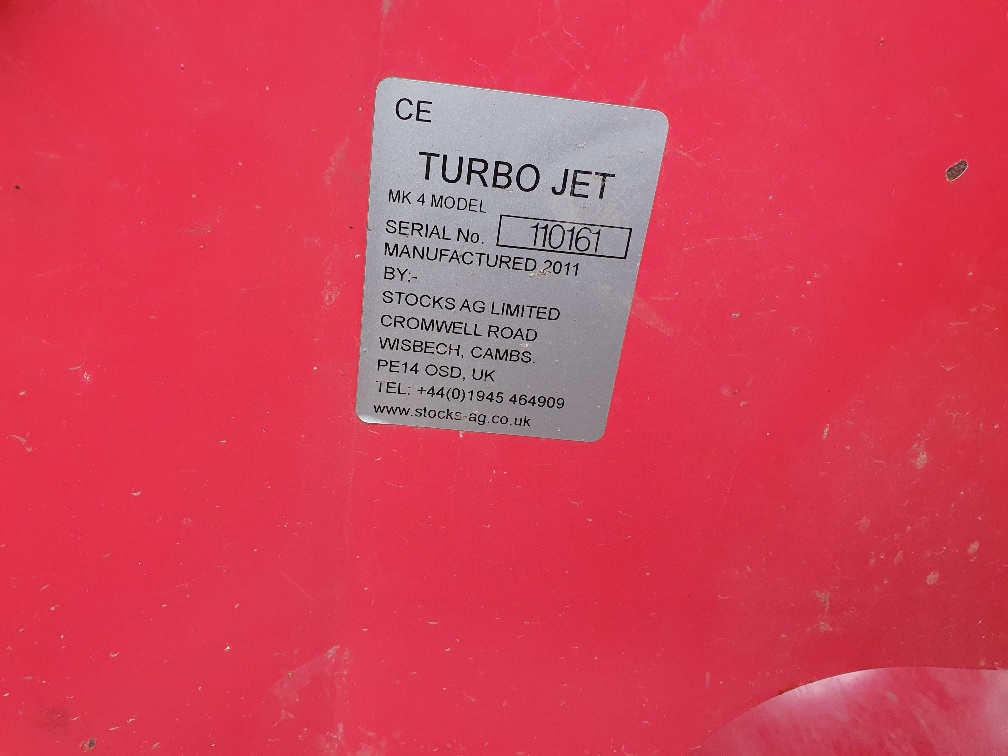 CE
TURBO JET
MK 4 MODEL
SERIAL No. 110161
MANUFACTURED 2011
BY:-
STOCKS AG LIMITED
CROMWELL ROAD
WISBECH, CAMBS.
PE14 OSD, UK
TEL: +44(0)1945 464909
www.stocks-ag.co.uk